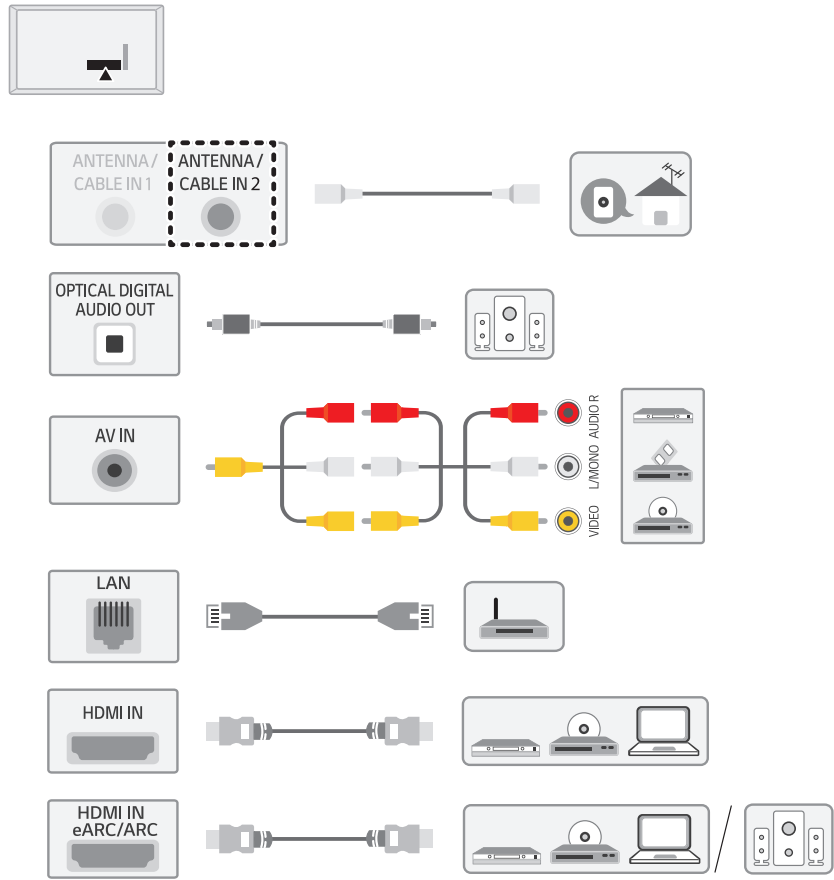 ANTENNA /
CABLE IN 1
ANTENNA /
CABLE IN 2
OPTICAL DIGITAL
AUDIO OUT
AV IN
AUDIO R
L/MONO
VIDEO
LAN
HDMI IN
HDMI IN
eARC/ARC